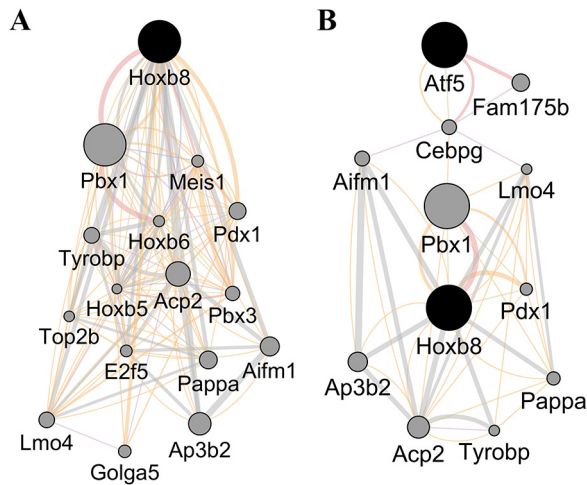 A
Hoxb8
Pbx1
Meis1
Hoxb6
Pdx1
Tyrobp
Hoxb5
Acp2
Pbx3
Top2b
E2f5
Pappa
Aifm1
Lmo4
Ap3b2
Golga5
B
Atf5
Fam175b
Cebpg
Aifm1
Lmo4
Pbx1
Pdx1
Hoxb8
Ap3b2
Pappa
Acp2
Tyrobp